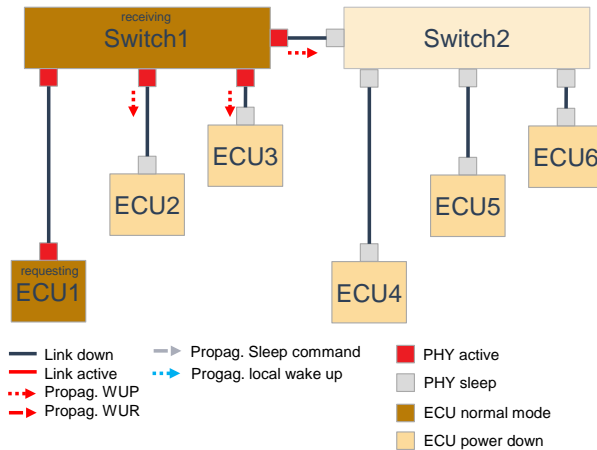 receiving
Switch1
Switch2
ECU3
ECU6
ECU2
ECU5
requesting
ECU1
ECU4
Link down
Link active
Propag. WUP
Propag. WUR
Propag. Sleep command
Progag. local wake up
PHY active
PHY sleep
ECU normal mode
ECU power down